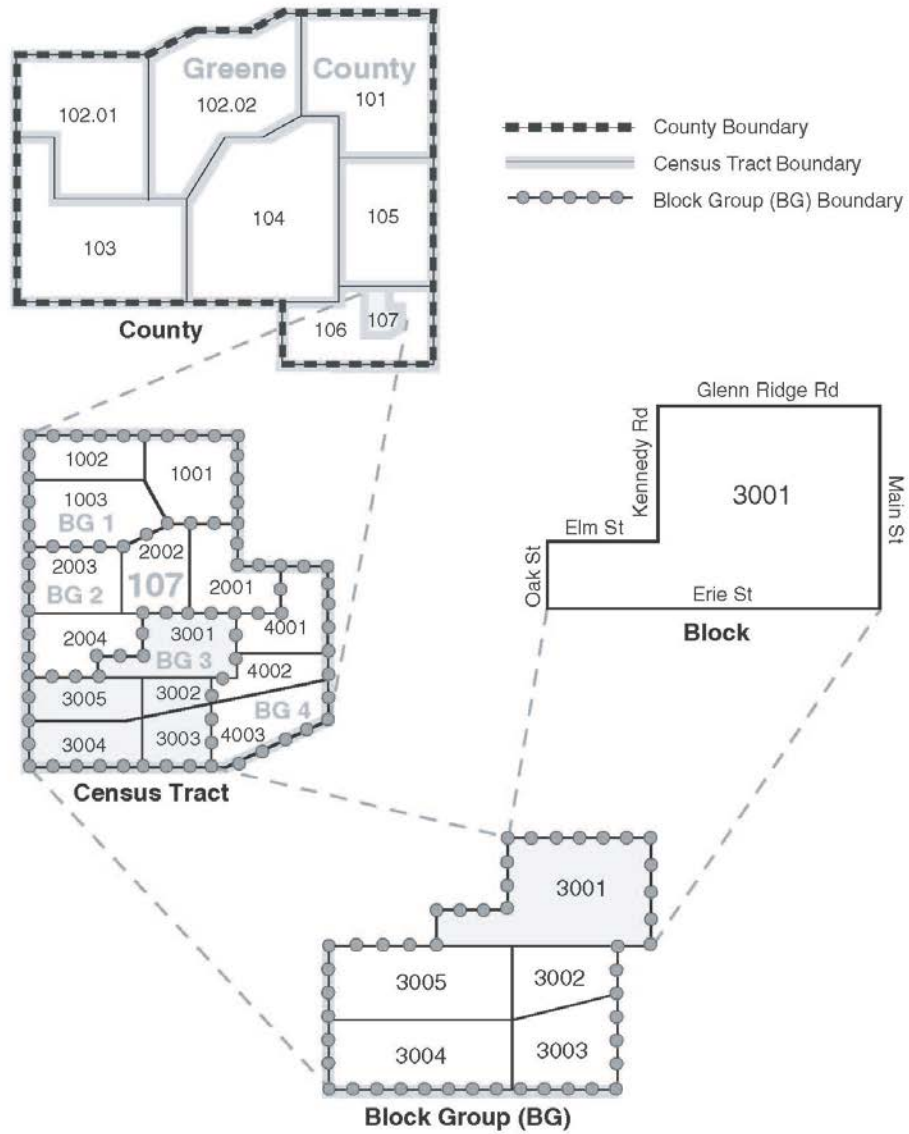 Greene County
102.01
102.02
101
103
104
105
106
107
County
County Boundary
Census Tract Boundary
Block Group (BG) Boundary
1002
1001
1003
BG 1
2003
2002
BG 2
107
2001
2004
3001
4001
BG 3
4002
3005
3002
BG 4
3004
3003
4003
Census Tract
Glenn Ridge Rd
Kennedy Rd
3001
Main St
Elm St
Oak St
Erie St
Block
3001
3005
3002
3004
3003
Block Group (BG)